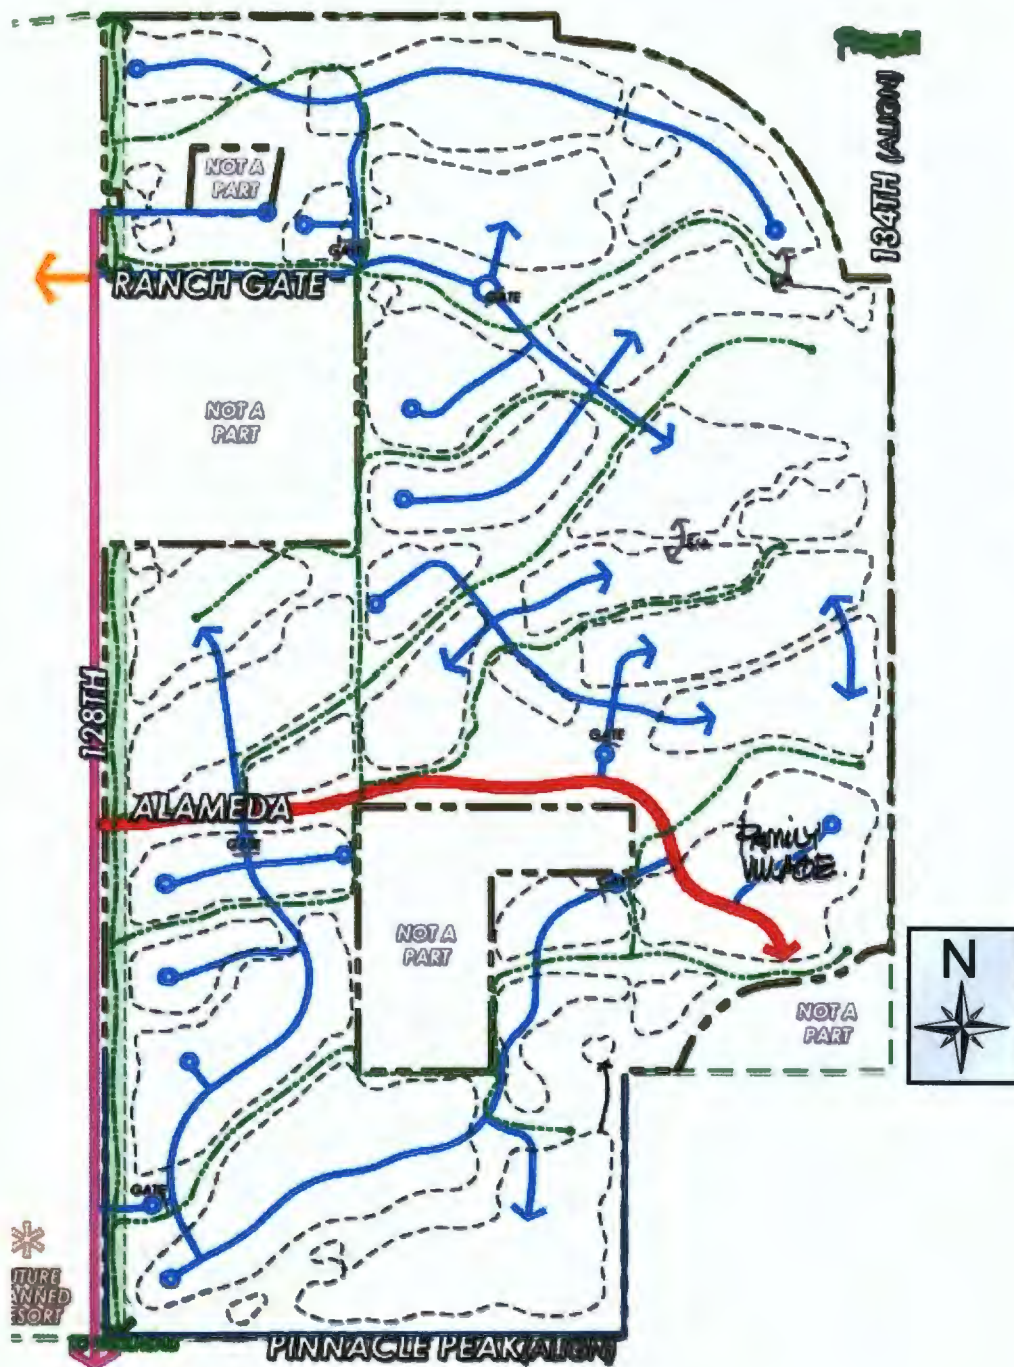 134TH (ALIGN)
NOT A
PART
GATE
RANCH GATE
GATE
NOT A
PART
128TH
GATE
ALAMEDA
GATE
FAMILY
VILLAGE
NOT A
PART
N
NOT A
PART
GATE
PINNACLE PEAK (ALIGN)